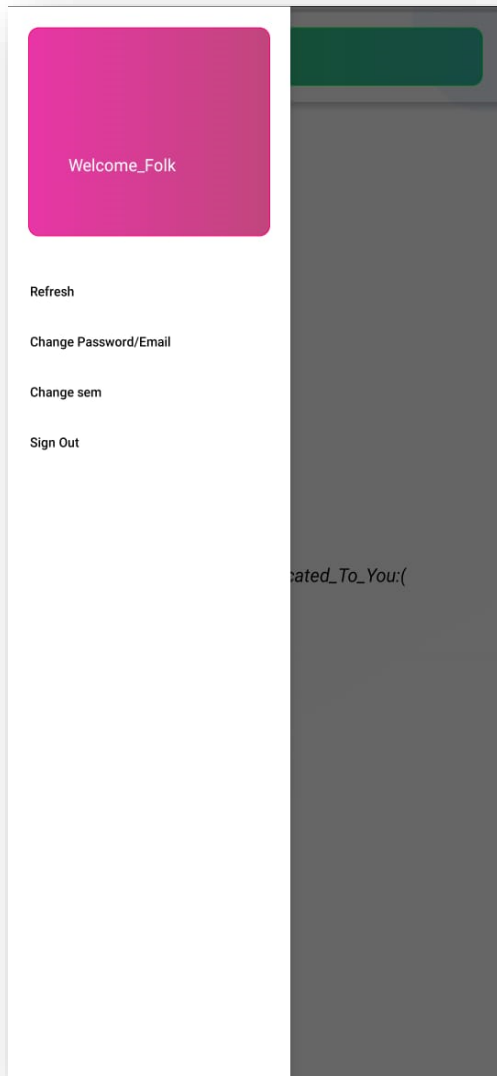 Welcome_Folk
Refresh
Change Password/Email
Change sem
Sign Out
cated_To_You:(